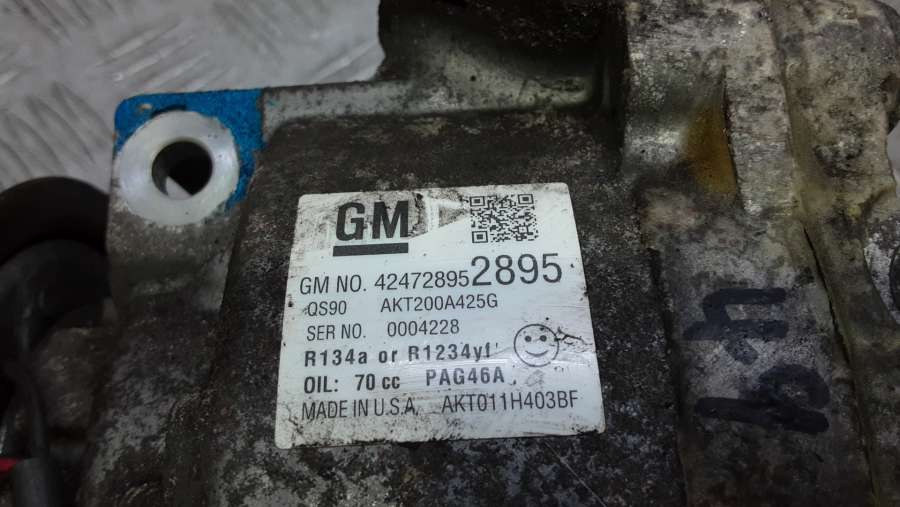 GM
GM NO. 42472895 2895
QS90 AKT200A425G
SER NO. 0004228
R134a or R1234yf
OIL: 70 cc PAG46A
MADE IN U.S.A. AKT011H403BF